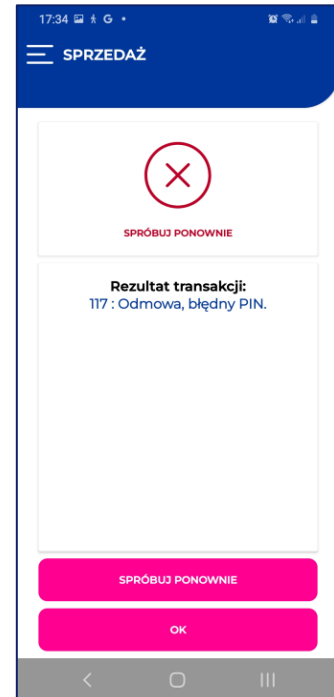 17:34 G
SPRZEDAŻ
SPRÓBUJ PONOWNIE
Rezultat transakcji:
117 : Odmowa, błędny PIN.
SPRÓBUJ PONOWNIE
OK